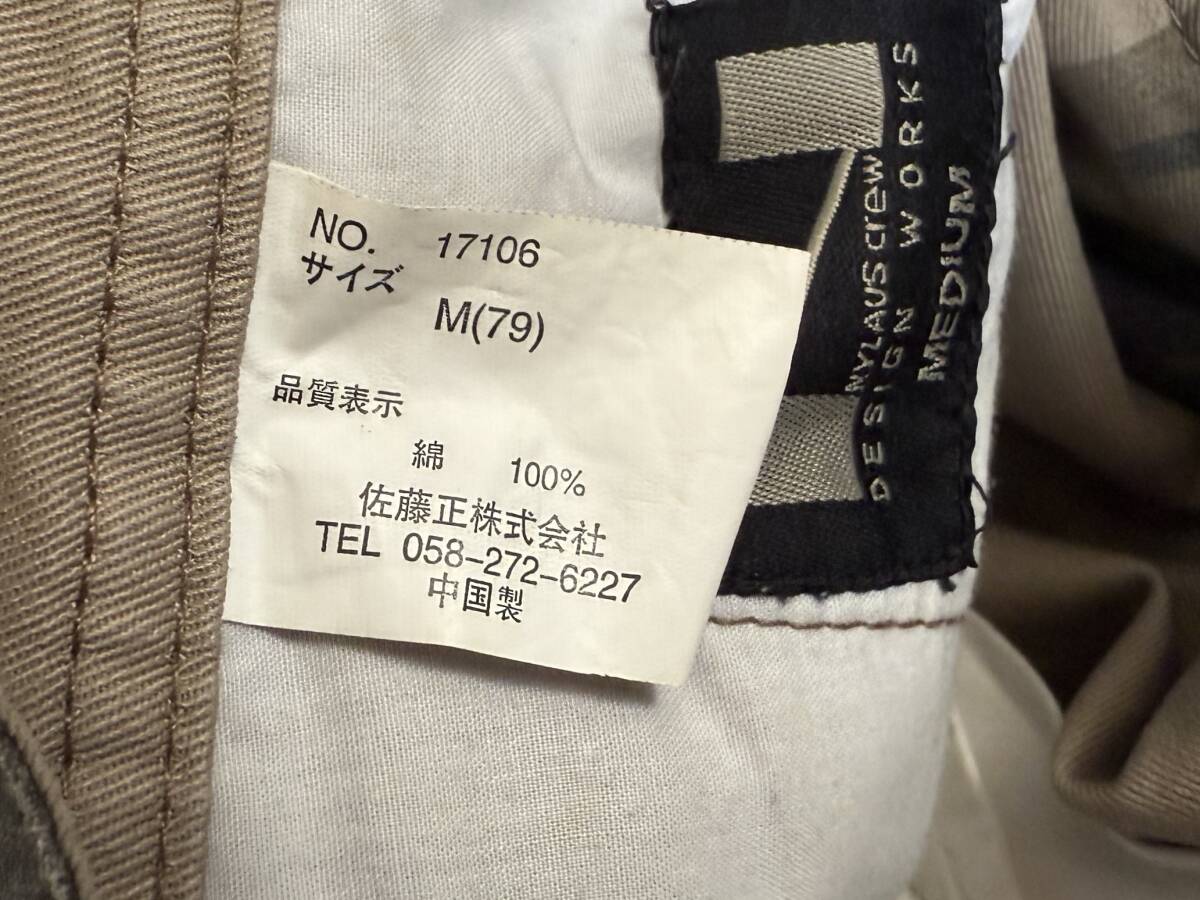 NO. 17106
サイズ
M(79)
品質表示
綿 100%
佐藤正株式会社
TEL 058-272-6227
中国製
NYLAUS crew
DESIGN WORKS
MEDIUM